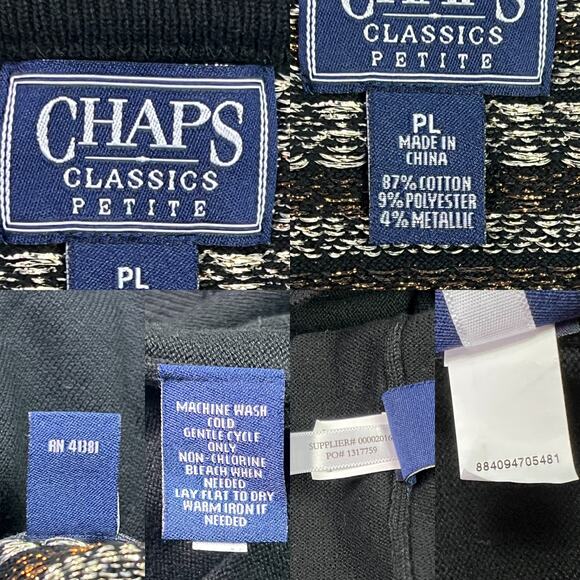 CHAPS
CLASSICS
PETITE
PL
CHAPS
CLASSICS
PETITE
PL
MADE IN
CHINA
87% COTTON
9% POLYESTER
4% METALLIC
RN 41381
MACHINE WASH
COLD
GENTLE CYCLE
ONLY
NON-CHLORINE
BLEACH WHEN
NEEDED
LAY FLAT TO DRY
WARM IRON IF
NEEDED
SUPPLIER# 00002016
PO# 1317759
884094705481